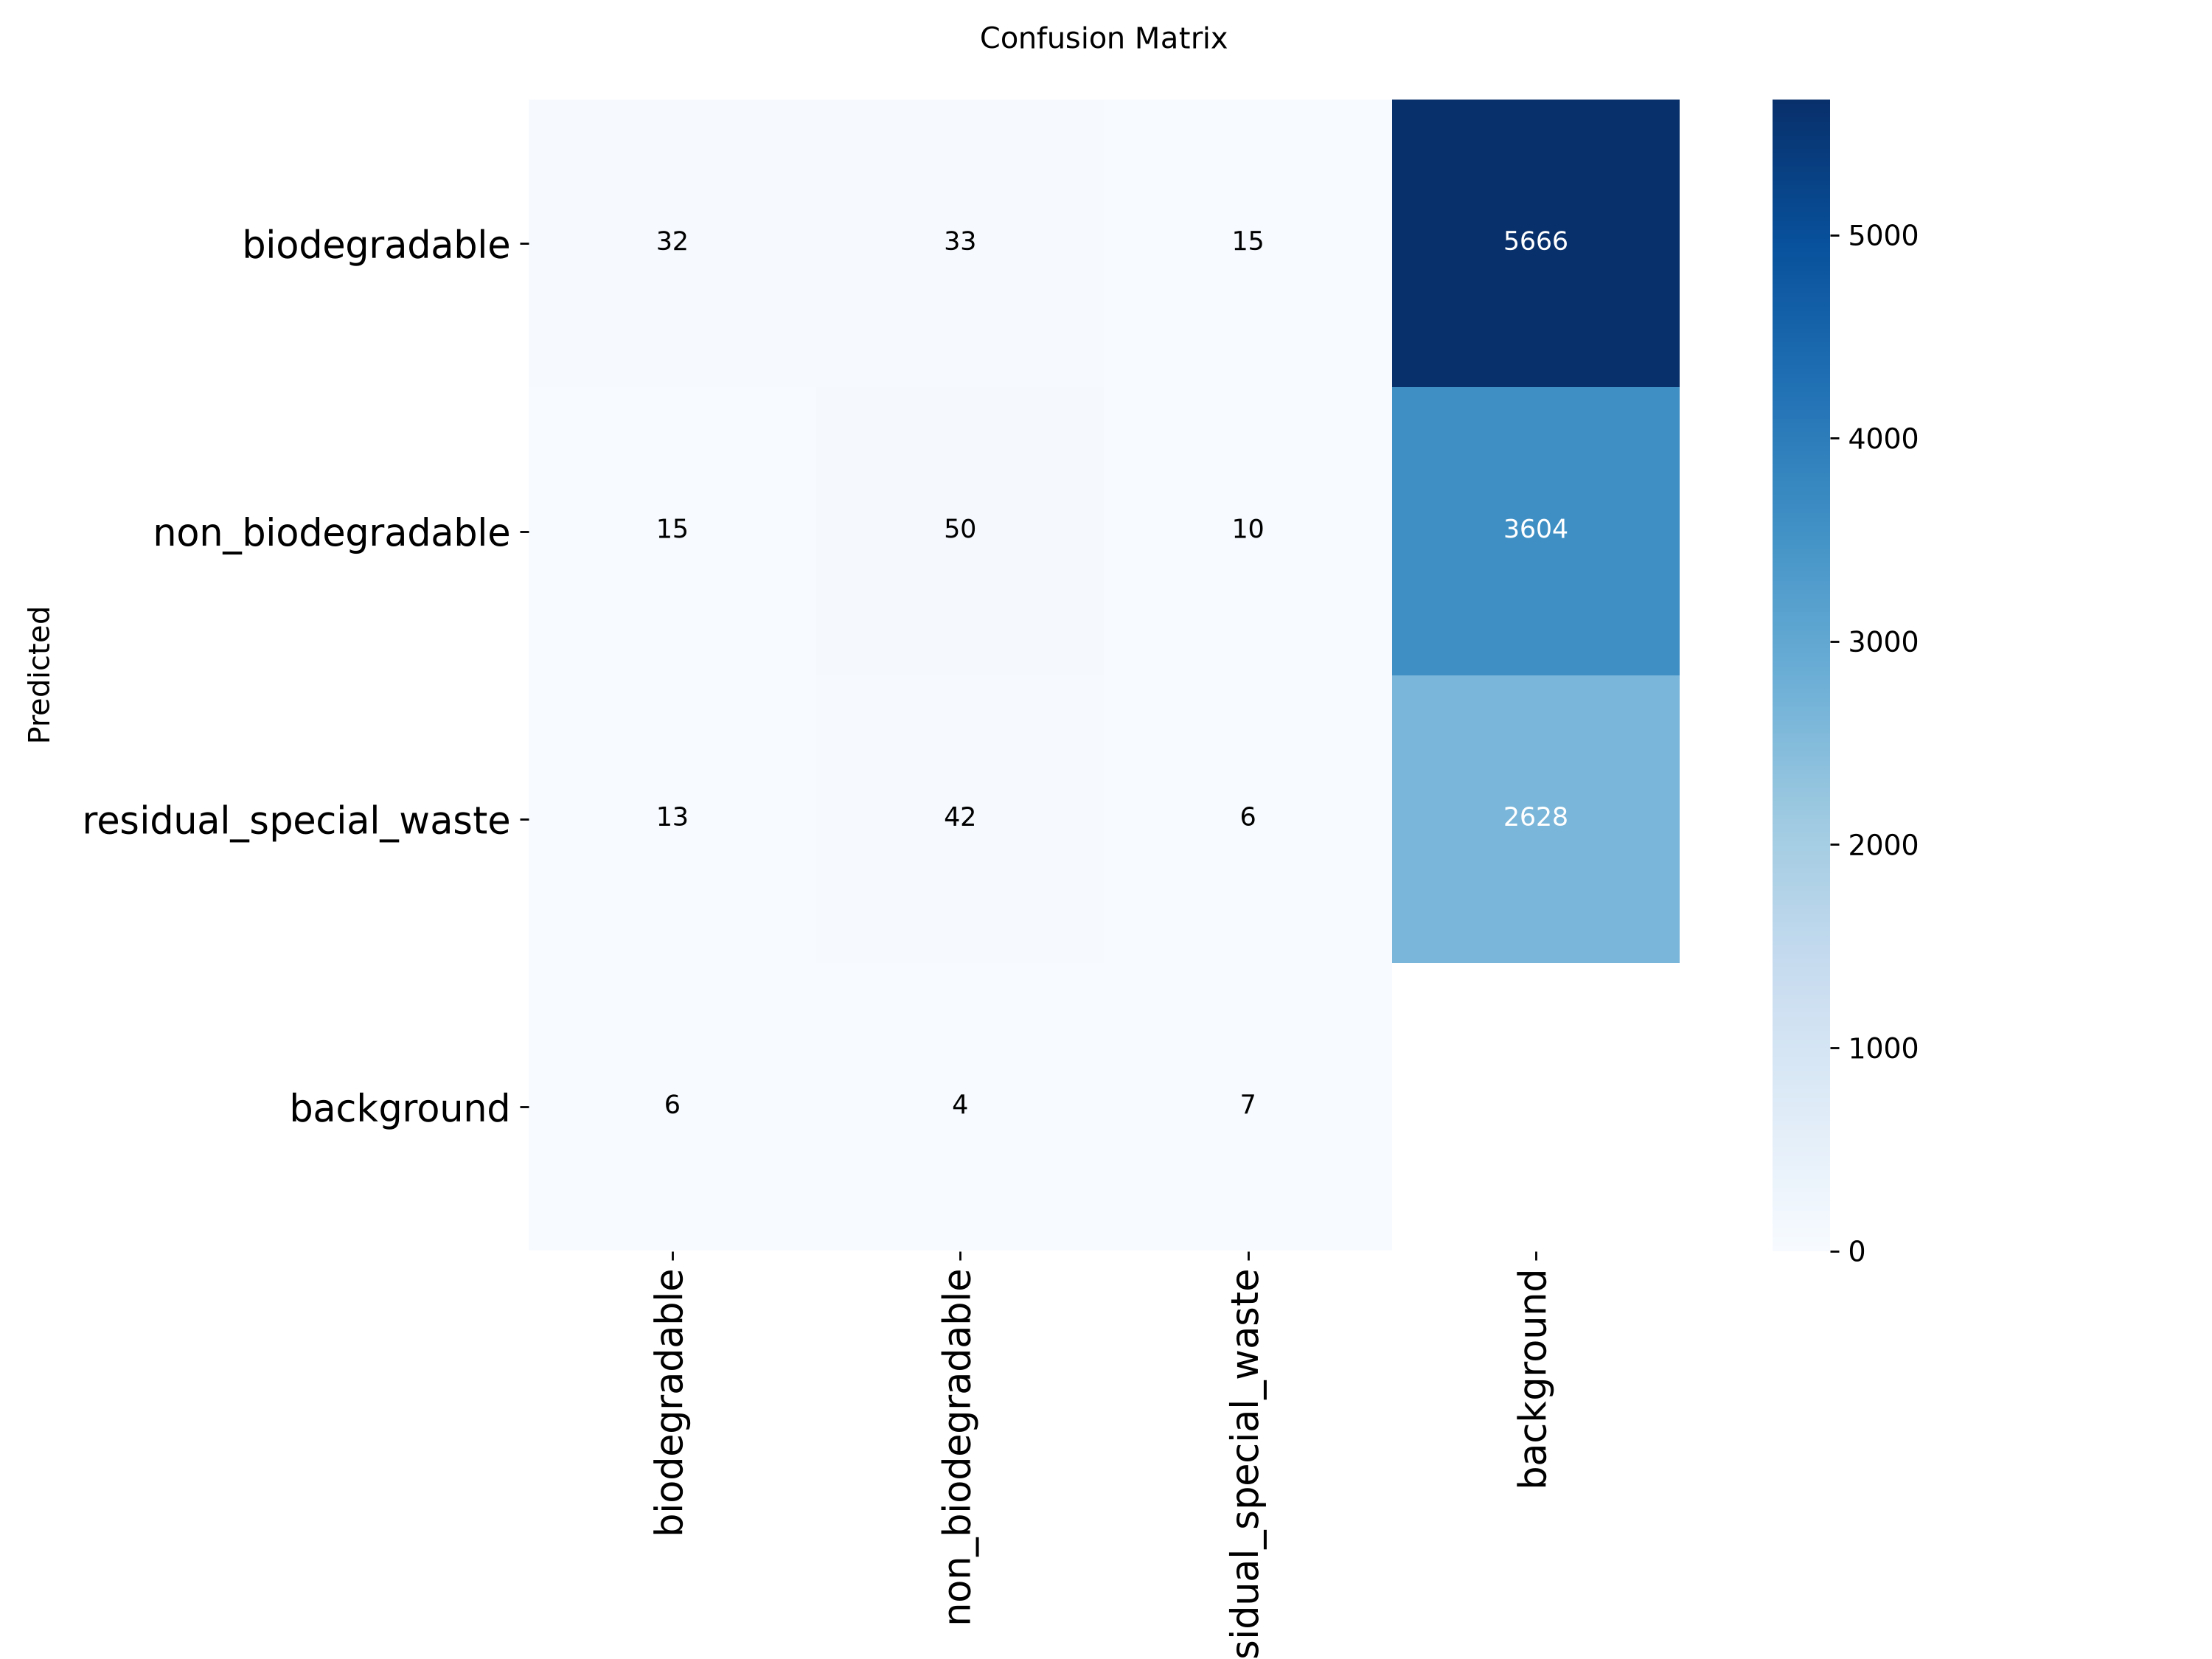 Confusion Matrix
biodegradable 32 33 15 5666
non_biodegradable 15 50 10 3604
residual_special_waste 13 42 6 2628
background 6 4 7
Predicted
biodegradable
non_biodegradable
sidual_special_waste
background
5000
4000
3000
2000
1000
0